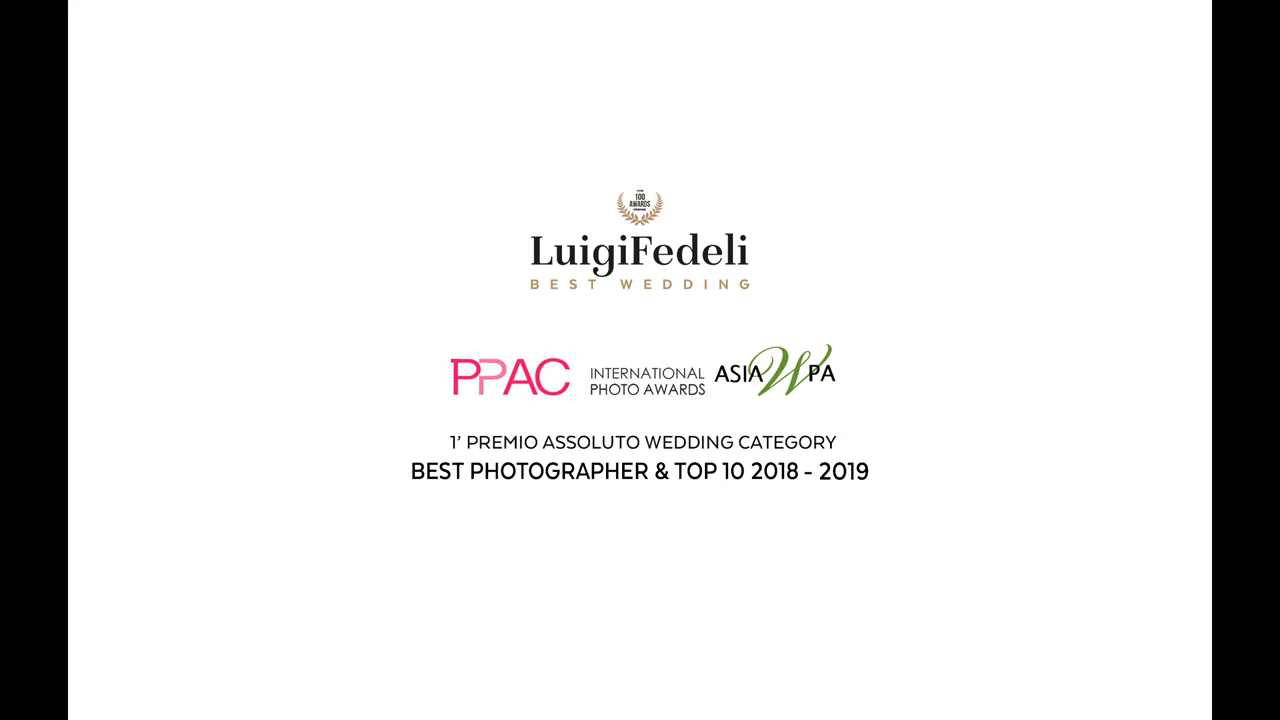 100
AWARDS
LuigiFedeli
BEST WEDDING
PPAC
INTERNATIONAL
PHOTO AWARDS
ASIA WPA
1’ PREMIO ASSOLUTO WEDDING CATEGORY
BEST PHOTOGRAPHER & TOP 10 2018 - 2019